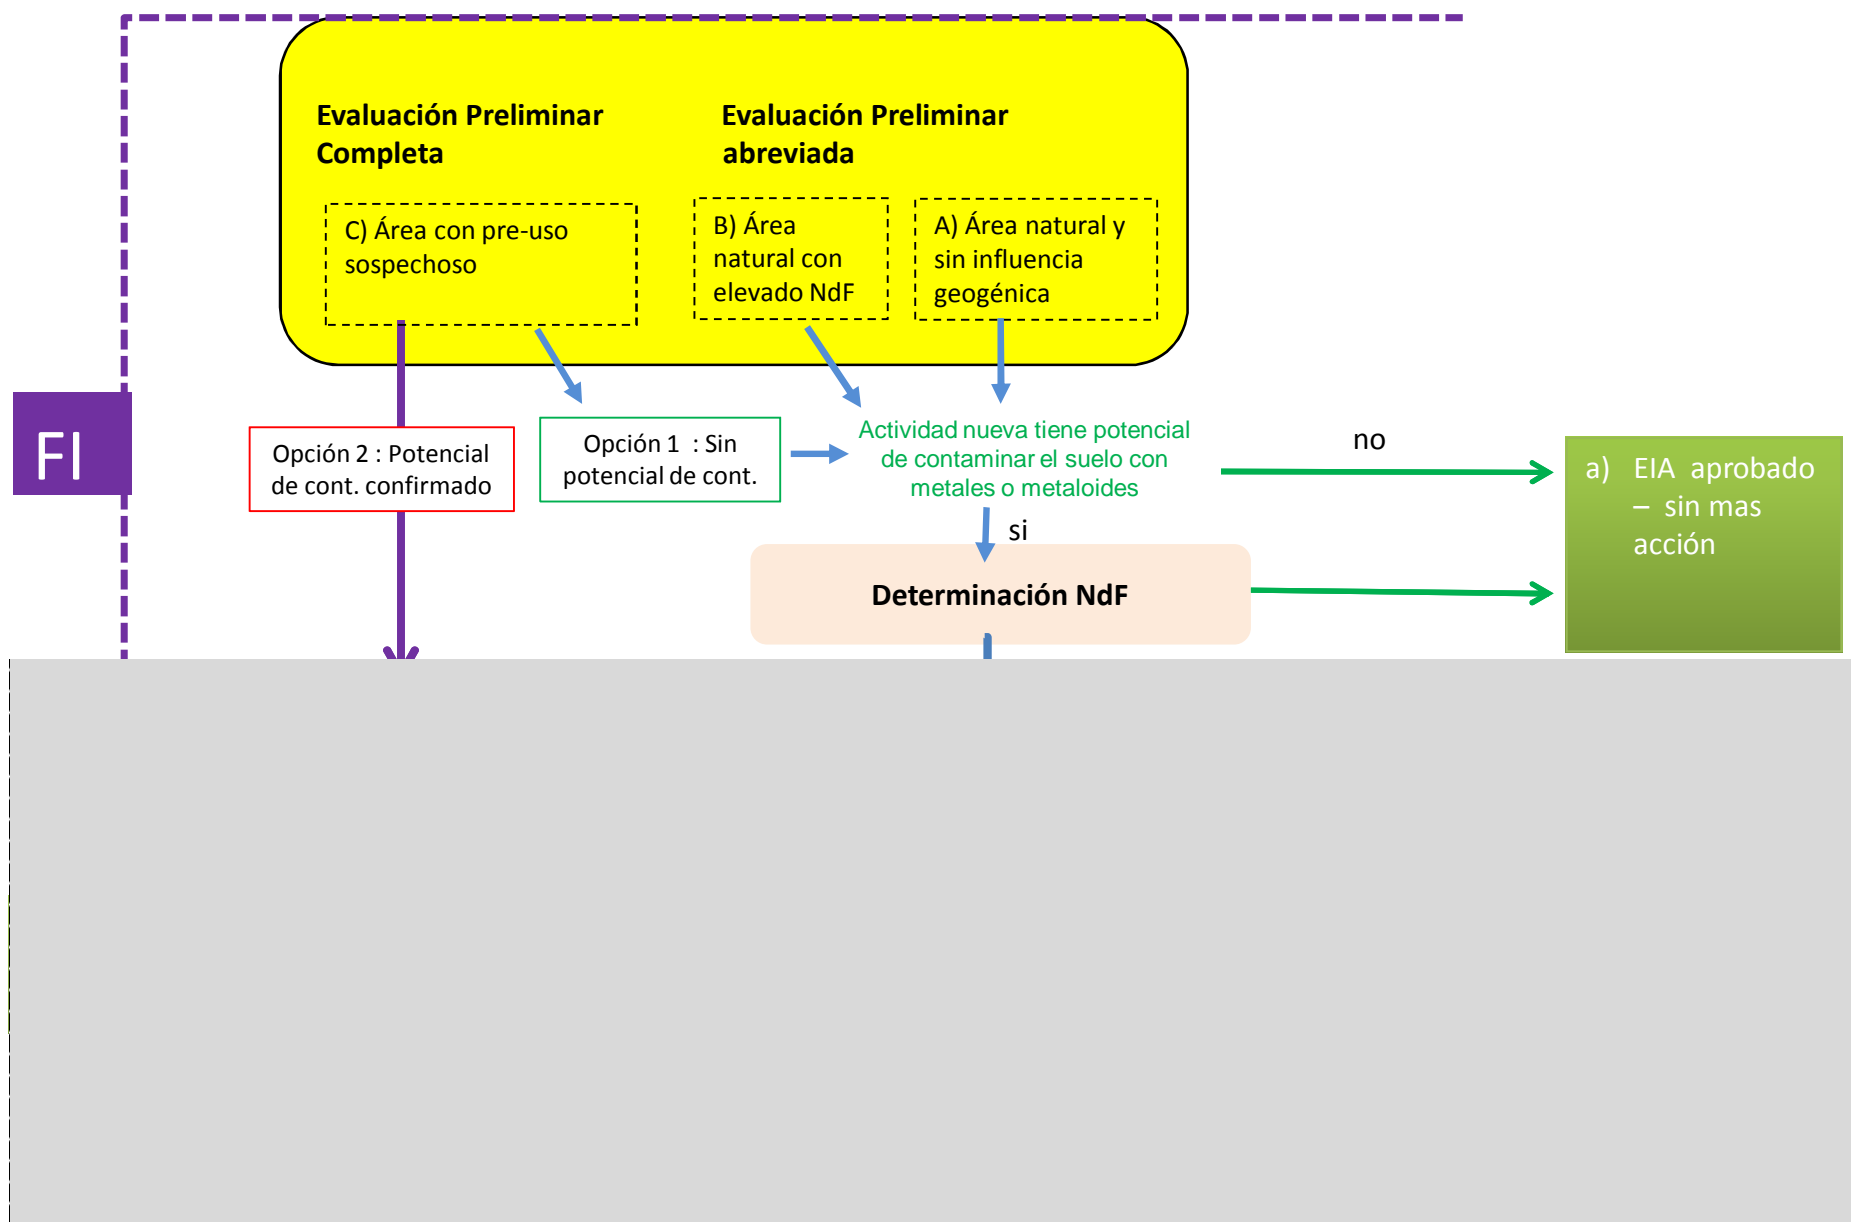 Evaluación Preliminar
Completa
Evaluación Preliminar
abreviada
C) Área con pre-uso
sospechoso
B) Área
natural con
elevado NdF
A) Área natural y
sin influencia
geogénica
FI
Opción 2 : Potencial
de cont. confirmado
Opción 1 : Sin
potencial de cont.
Actividad nueva tiene potencial
de contaminar el suelo con
metales o metaloides
no
a) EIA aprobado
– sin mas
acción
si
Determinación NdF